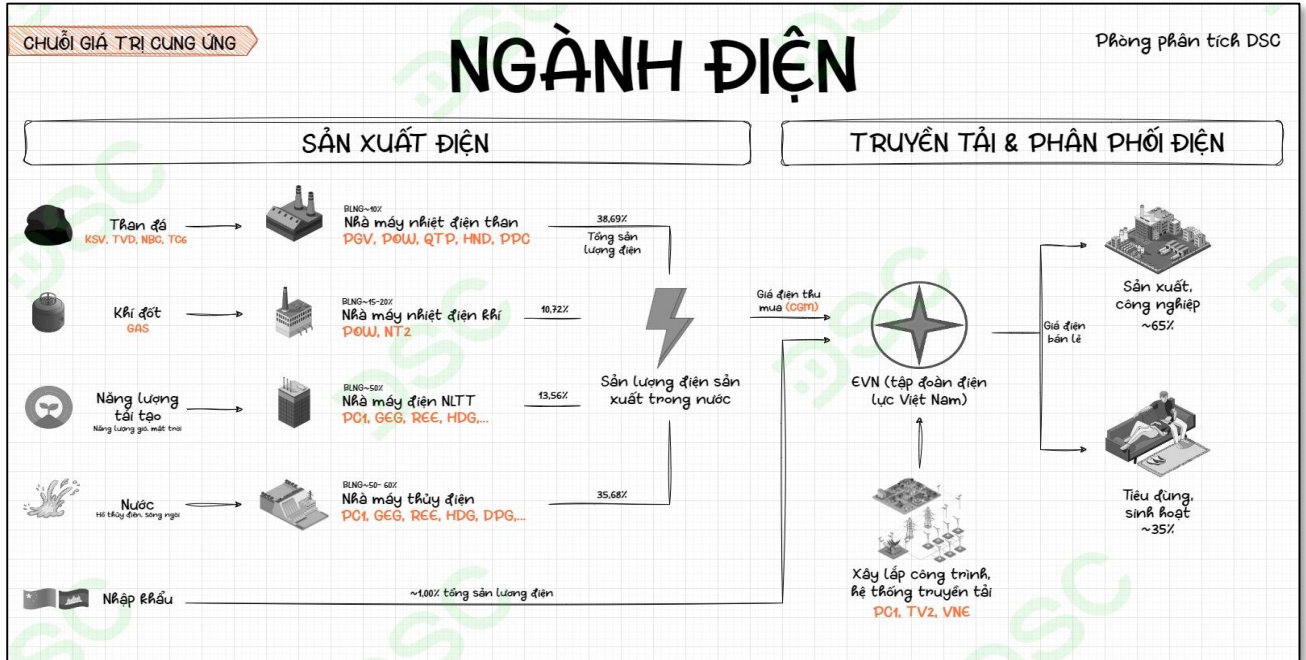 CHUỖI GIÁ TRỊ CUNG ỨNG
NGÀNH ĐIỆN
Phòng phân tích DSC
SẢN XUẤT ĐIỆN
TRUYỀN TẢI & PHÂN PHỐI ĐIỆN
Than đá
KSV, TVD, NBC, TC6
BLNG~10%
Nhà máy nhiệt điện than
PGV, POW, QTP, HND, PPC
38,69%
Tổng sản
lượng điện
Khí đốt
GAS
BLNG~15-20%
Nhà máy nhiệt điện khí
POW, NT2
10,72%
Năng lượng
tái tạo
Năng lượng gió, mặt trời
BLNG~50%
Nhà máy điện NLTT
PC1, GEG, REE, HDG,...
13,56%
Nước
Hồ thủy điện, sông ngòi
BLNG~50- 60%
Nhà máy thủy điện
PC1, GEG, REE, HDG, DPG,...
35,68%
Nhập khẩu
~1,00% tổng sản lượng điện
Sản lượng điện sản
xuất trong nước
Giá điện thu
mua (CGM)
EVN (tập đoàn điện
lực Việt Nam)
Xây lắp công trình,
hệ thống truyền tải
PC1, TV2, VNE
Giá điện
bán lẻ
Sản xuất,
công nghiệp
~65%
Tiêu dùng,
sinh hoạt
~35%
DSC
DSC
DSC
DSC
DSC